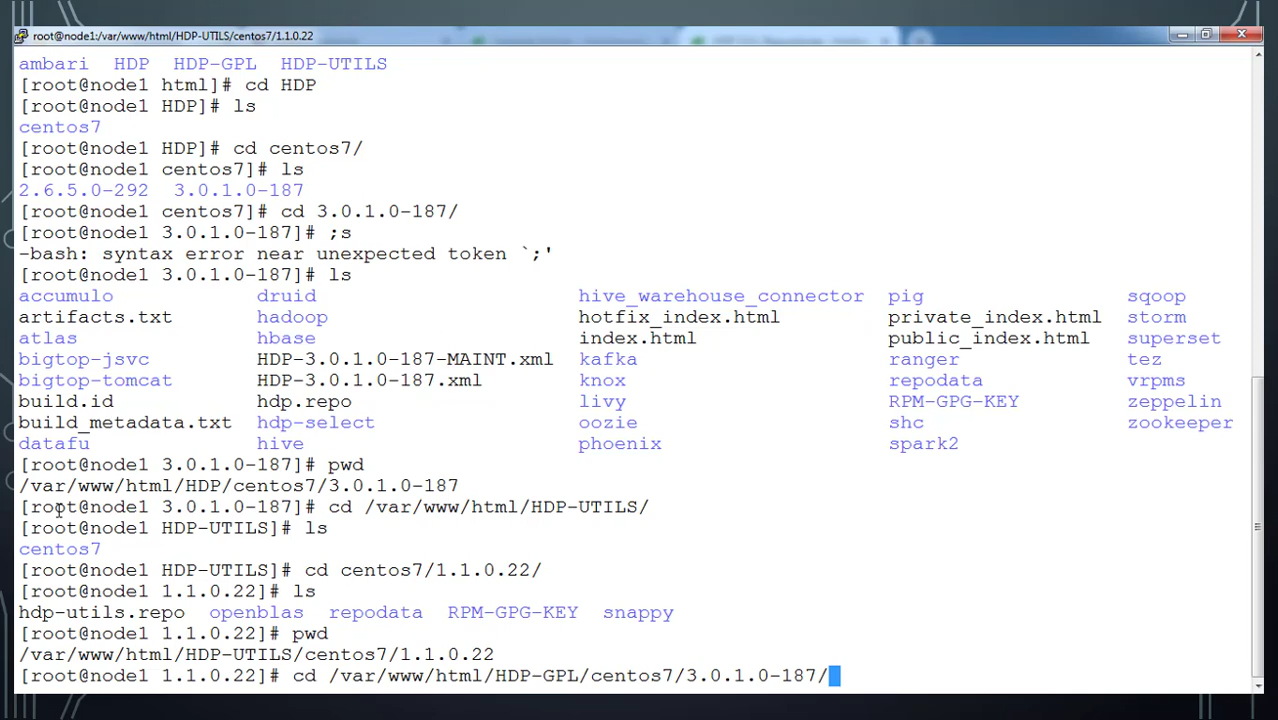 root@node1:/var/www/html/HDP-UTILS/centos7/1.1.0.22
ambari HDP HDP-GPL HDP-UTILS
[root@node1 html]# cd HDP
[root@node1 HDP]# ls
centos7
[root@node1 HDP]# cd centos7/
[root@node1 centos7]# ls
2.6.5.0-292 3.0.1.0-187
[root@node1 centos7]# cd 3.0.1.0-187/
[root@node1 3.0.1.0-187]# ;s
-bash: syntax error near unexpected token `;'
[root@node1 3.0.1.0-187]# ls
accumulo druid hive_warehouse_connector pig sqoop
artifacts.txt hadoop hotfix_index.html private_index.html storm
atlas hbase index.html public_index.html superset
bigtop-jsvc HDP-3.0.1.0-187-MAINT.xml kafka ranger tez
bigtop-tomcat HDP-3.0.1.0-187.xml knox repodata vrpms
build.id hdp.repo livy RPM-GPG-KEY zeppelin
build_metadata.txt hdp-select oozie shc zookeeper
datafu hive phoenix spark2
[root@node1 3.0.1.0-187]# pwd
/var/www/html/HDP/centos7/3.0.1.0-187
[root@node1 3.0.1.0-187]# cd /var/www/html/HDP-UTILS/
[root@node1 HDP-UTILS]# ls
centos7
[root@node1 HDP-UTILS]# cd centos7/1.1.0.22/
[root@node1 1.1.0.22]# ls
hdp-utils.repo openblas repodata RPM-GPG-KEY snappy
[root@node1 1.1.0.22]# pwd
/var/www/html/HDP-UTILS/centos7/1.1.0.22
[root@node1 1.1.0.22]# cd /var/www/html/HDP-GPL/centos7/3.0.1.0-187/